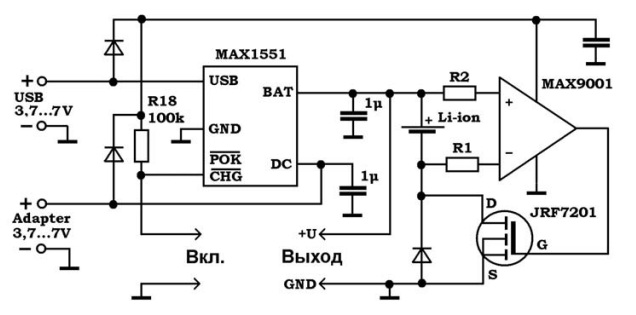 MAX1551
+
USB
3,7...7V
−
R18
100k
USB
GND
POK
CHG
BAT
DC
1µ
1µ
R2
+
Li-ion
R1
MAX9001
+
−
JRF7201
D
G
S
+
Adapter
3,7...7V
−
Вкл.
+U
Выход
GND